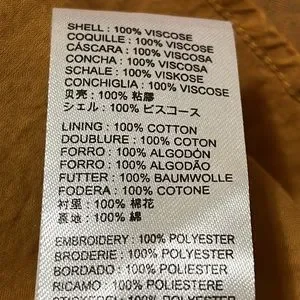 SHELL : 100% VISCOSE
COQUILLE : 100% VISCOSE
CÁSCARA : 100% VISCOSA
CONCHA : 100% VISCOSE
SCHALE : 100% VISKOSE
CONCHIGLIA : 100% VISCOSE
贝壳 : 100% 粘膠
シェル : 100% ビスコース
LINING : 100% COTTON
DOUBLURE : 100% COTON
FORRO : 100% ALGODÓN
FORRO : 100% ALGODÃO
FUTTER : 100% BAUMWOLLE
FODERA : 100% COTONE
衬里 : 100% 棉花
裏地 : 100% 綿
EMBROIDERY : 100% POLYESTER
BRODERIE : 100% POLYESTER
BORDADO : 100% POLIÉSTER
RICAMO : 100% POLIESTERE